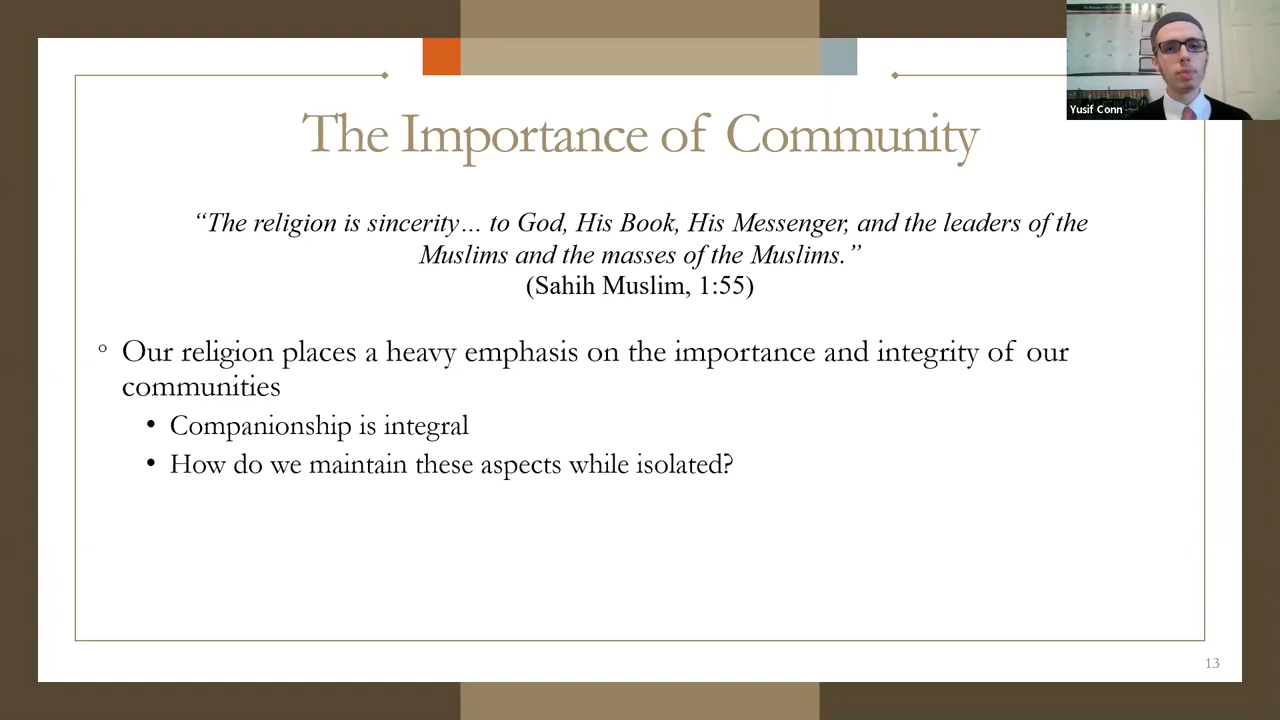 Yusif Conn
The Importance of Community
“The religion is sincerity… to God, His Book, His Messenger, and the leaders of the
Muslims and the masses of the Muslims.”
(Sahih Muslim, 1:55)
° Our religion places a heavy emphasis on the importance and integrity of our
communities
• Companionship is integral
• How do we maintain these aspects while isolated?
13